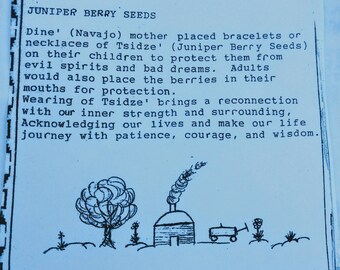 JUNIPER BERRY SEEDS
Dine' (Navajo) mother placed bracelets or
necklaces of Tsidze' (Juniper Berry Seeds)
on their children to protect them from
evil spirits and bad dreams. Adults
would also place the berries in their
mouths for protection.
Wearing of Tsidze' brings a reconnection
with our inner strength and surrounding,
Acknowledging our lives and make our life
journey with patience, courage, and wisdom.